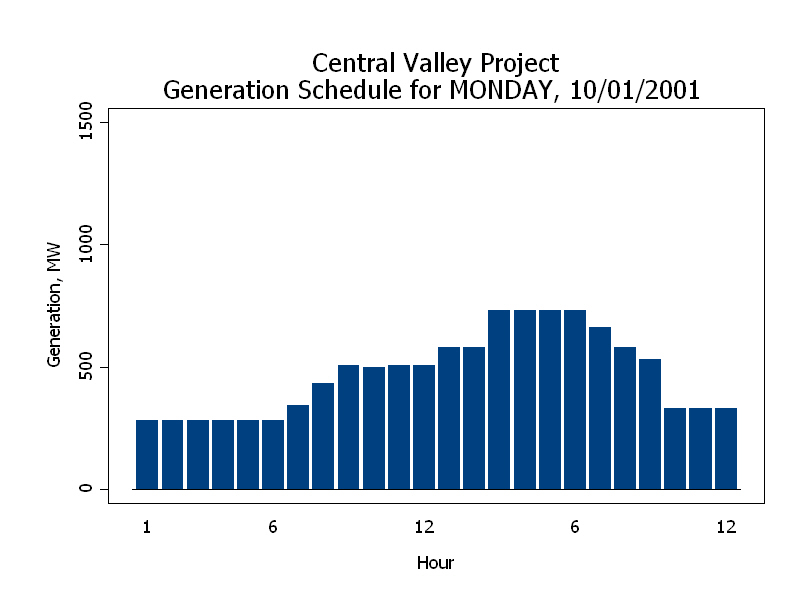 Central Valley Project
Generation Schedule for MONDAY, 10/01/2001
1500
1000
500
0
Generation, MW
1 6 12 6 12
Hour